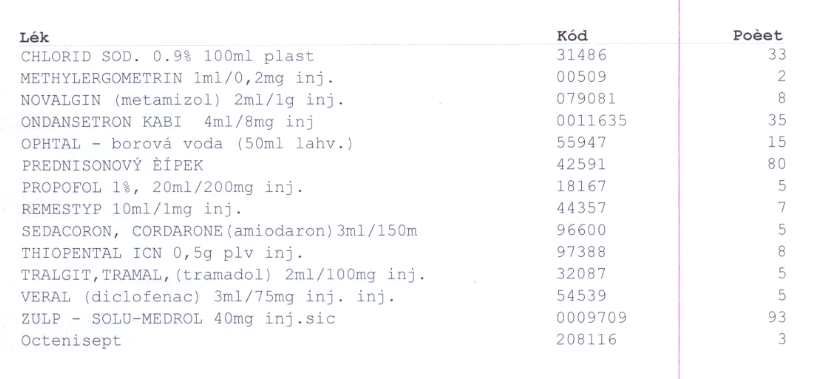 Lék Kód Poèet
CHLORID SOD. 0.9% 100ml plast 31486 33
METHYLERGOMETRIN 1ml/0,2mg inj. 00509 2
NOVALGIN (metamizol) 2ml/1g inj. 079081 8
ONDANSETRON KABI  4ml/8mg inj 0011635 35
OPHTAL - borová voda (50ml lahv.) 55947 15
PREDNISONOVÝ ÈÍPEK 42591 80
PROPOFOL 1%, 20ml/200mg inj. 18167 5
REMESTYP 10ml/1mg inj. 44357 7
SEDACORON, CORDARONE(amiodaron)3ml/150m 96600 5
THIOPENTAL ICN 0,5g plv inj. 97388 8
TRALGIT,TRAMAL,(tramadol) 2ml/100mg inj. 32087 5
VERAL (diclofenac) 3ml/75mg inj. inj. 54539 5
ZULP - SOLU-MEDROL 40mg inj.sic 0009709 93
Octenisept 208116 3